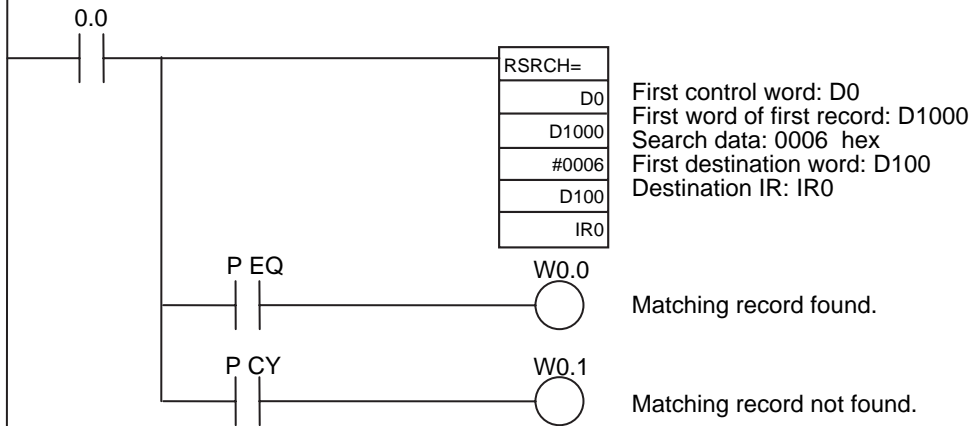 0.0
RSRCH=
D0
D1000
#0006
D100
IR0
First control word: D0
First word of first record: D1000
Search data: 0006 hex
First destination word: D100
Destination IR: IR0
P EQ
W0.0
Matching record found.
P CY
W0.1
Matching record not found.